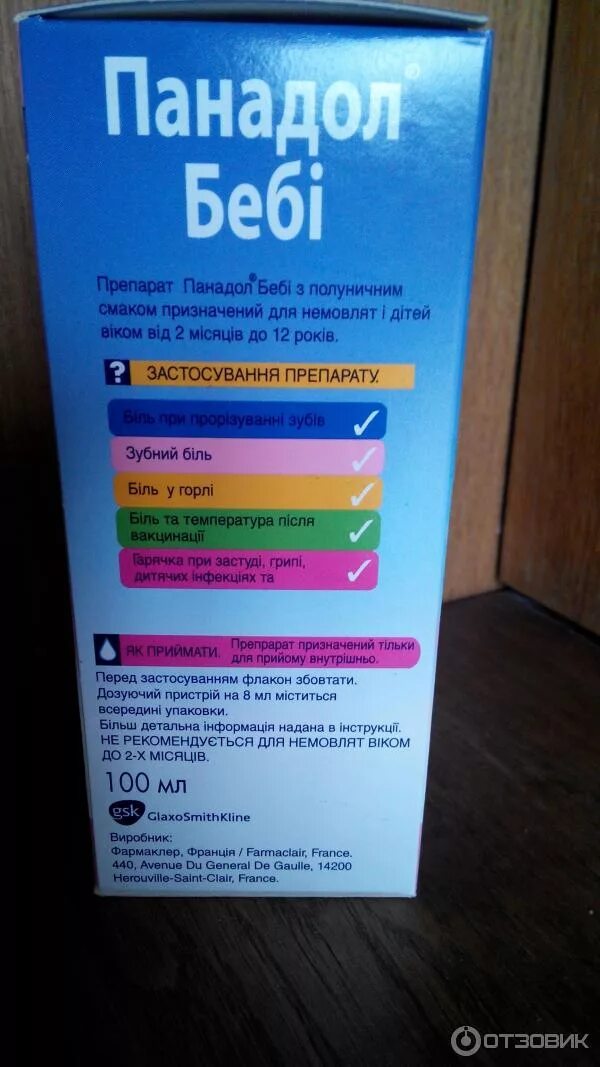 Панадол®
Бебі
Препарат Панадол®Бебі з полуничним
смаком призначений для немовлят і дітей
віком від 2 місяців до 12 років.
? ЗАСТОСУВАННЯ ПРЕПАРАТУ.
Біль при прорізуванні зубів
Зубний біль
Біль у горлі
Біль та температура після
вакцинації
Гарячка при застуді, грипі,
дитячих інфекціях та
ЯК ПРИЙМАТИ. Препрарат призначений тільки
для прийому внутрішньо.
Перед застосуванням флакон збовтати.
Дозуючий пристрій на 8 мл міститься
всередині упаковки.
Більш детальна інформація надана в інструкції.
НЕ РЕКОМЕНДУЄТЬСЯ ДЛЯ НЕМОВЛЯТ ВІКОМ
ДО 2-Х МІСЯЦІВ.
100 мл
gsk GlaxoSmithKline
Виробник:
Фармаклер, Франція / Farmaclair, France.
440, Avenue Du General De Gaulle, 14200
Herouville-Saint-Clair, France.
ОТЗОВИК